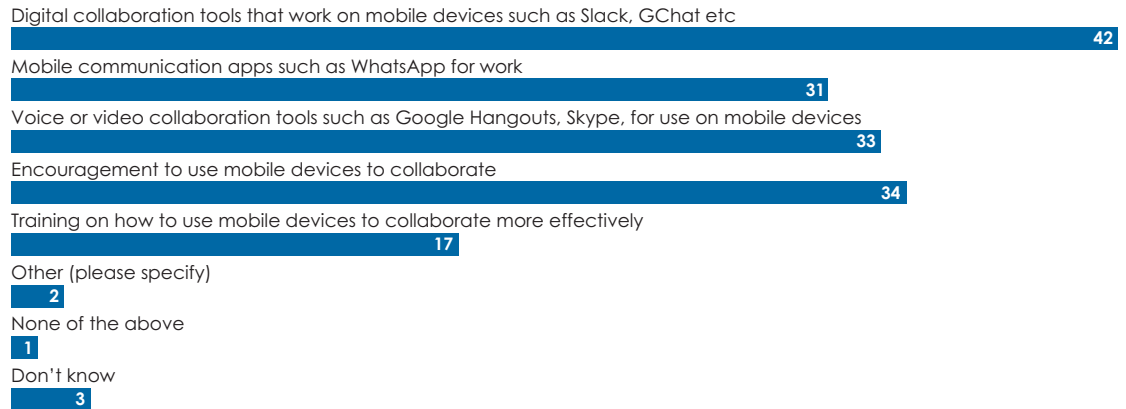 Digital collaboration tools that work on mobile devices such as Slack, GChat etc
42
Mobile communication apps such as WhatsApp for work
31
Voice or video collaboration tools such as Google Hangouts, Skype, for use on mobile devices
33
Encouragement to use mobile devices to collaborate
34
Training on how to use mobile devices to collaborate more effectively
17
Other (please specify)
2
None of the above
1
Don’t know
3